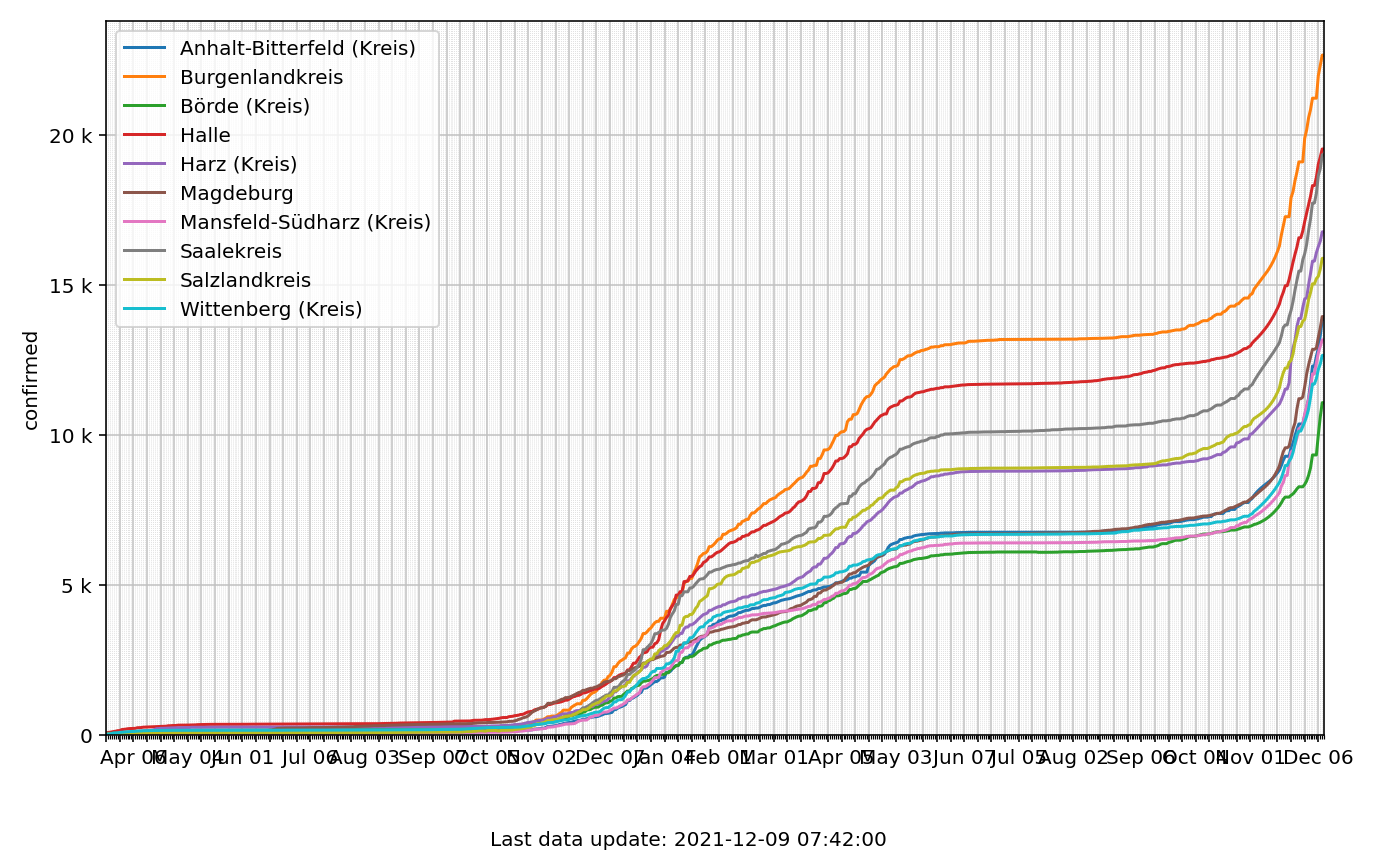 Anhalt-Bitterfeld (Kreis)
Burgenlandkreis
Börde (Kreis)
Halle
Harz (Kreis)
Magdeburg
Mansfeld-Südharz (Kreis)
Saalekreis
Salzlandkreis
Wittenberg (Kreis)
20 k
15 k
10 k
5 k
0
confirmed
Apr 06 May 04 Jun 01 Jul 06 Aug 03 Sep 07 Oct 05 Nov 02 Dec 07 Jan 04 Feb 01 Mar 01 Apr 05 May 03 Jun 07 Jul 05 Aug 02 Sep 06 Oct 04 Nov 01 Dec 06
Last data update: 2021-12-09 07:42:00